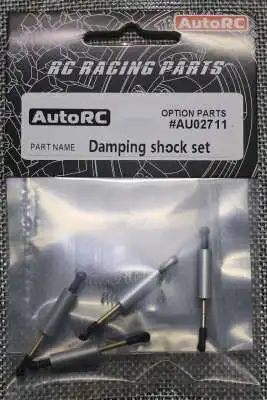 AutoRC
RC RACING PARTS
AutoRC
OPTION PARTS
#AU02711
PART NAME
Damping shock set